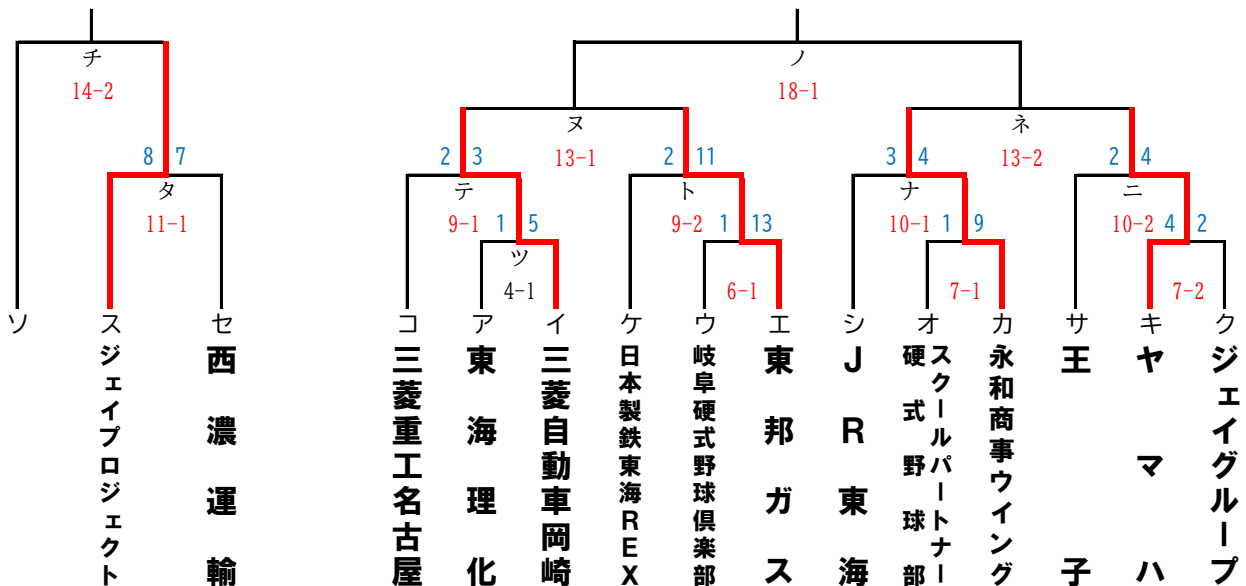 チ
ノ
14-2
18-1
ヌ
ネ
8 7
2 3
13-1
2 11
3 4
13-2
2 4
タ
テ
ト
ナ
ニ
11-1
9-1
1 5
9-2
1 13
10-1
1 9
10-2
4 2
ツ
4-1
6-1
7-1
7-2
ソ
ス
セ
コ
ア
イ
ケ
ウ
エ
シ
オ
カ
サ
キ
ク
ジェイプロジェクト
西濃運輸
三菱重工名古屋
東海理化
三菱自動車岡崎
日本製鉄東海REX
岐阜硬式野球倶楽部
東邦ガス
JR東海
スクールパートナー
硬式野球部
永和商事ウイング
王子
ヤマハ
ジェイグループ